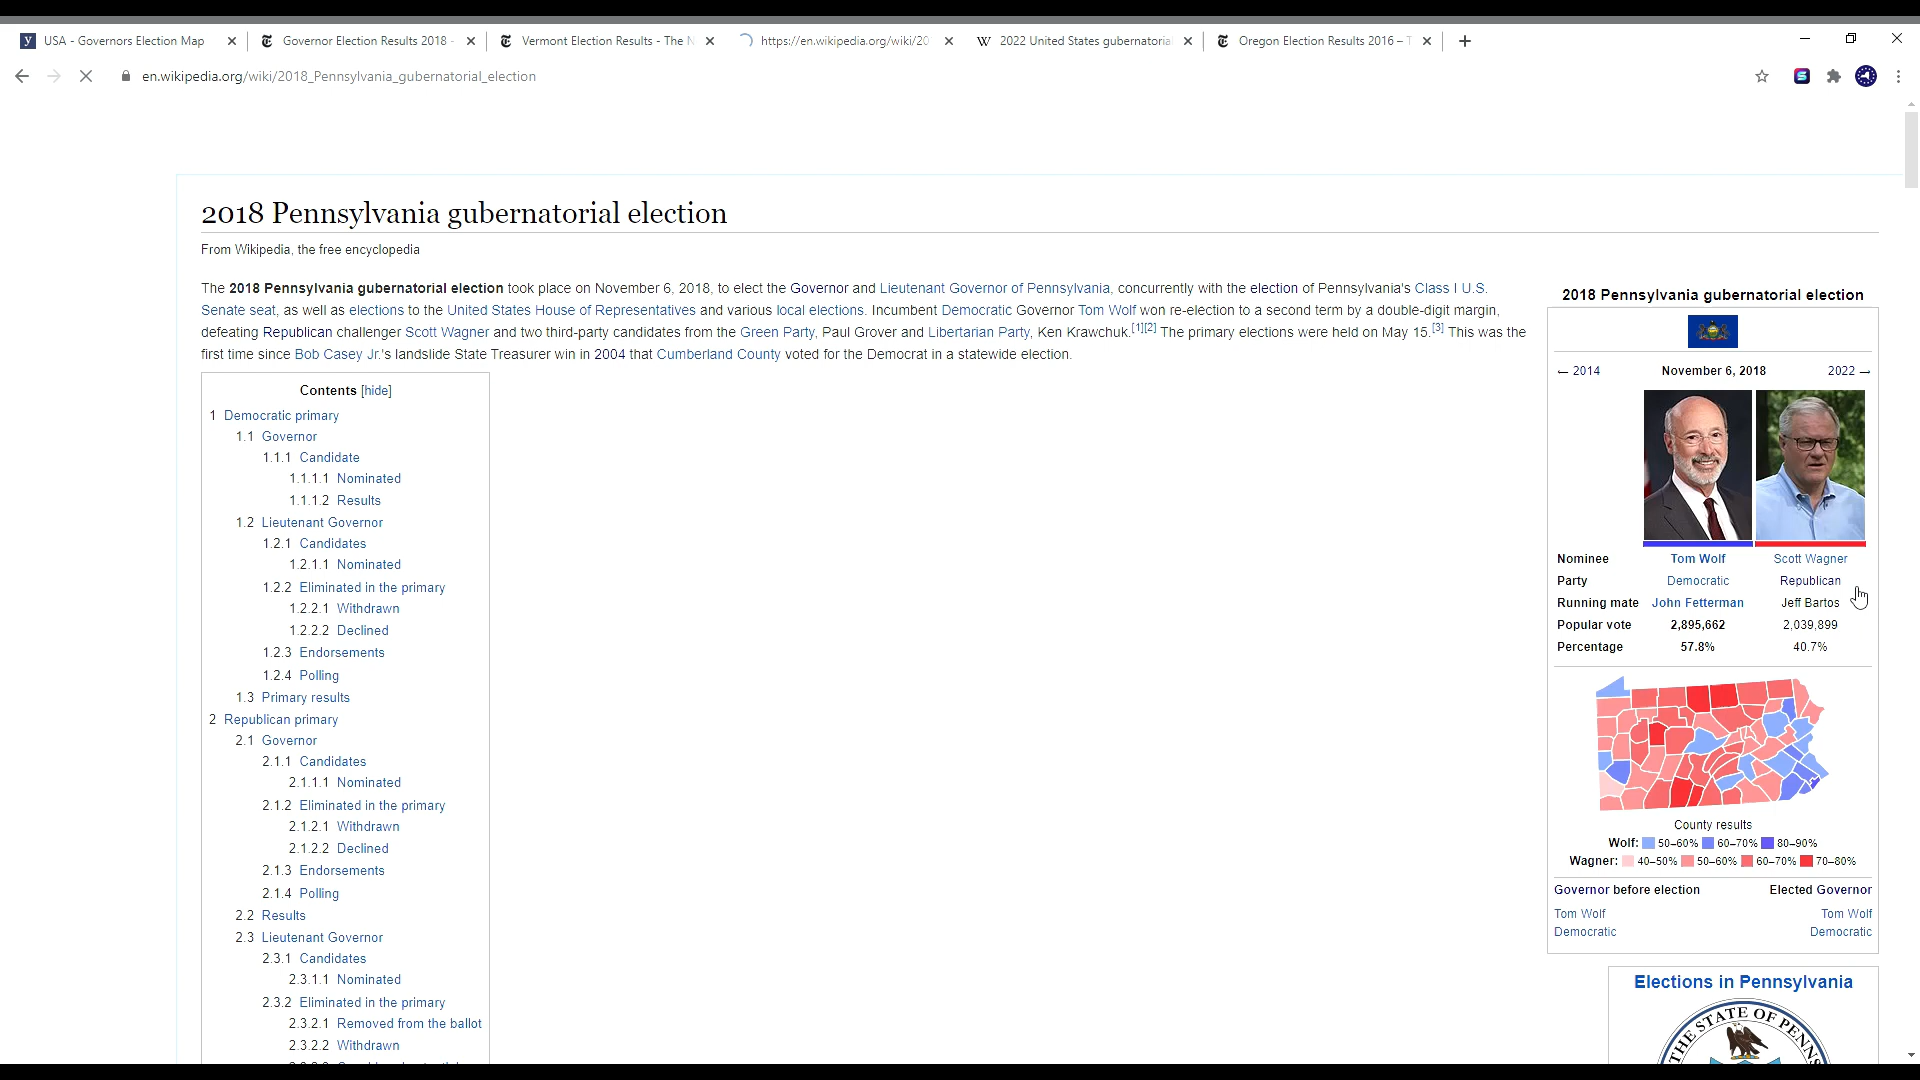 USA - Governors Election Map
Governor Election Results 2018 -
Vermont Election Results - The N
https://en.wikipedia.org/wiki/20
2022 United States gubernatoria
Oregon Election Results 2016 – T
en.wikipedia.org/wiki/2018_Pennsylvania_gubernatorial_election
2018 Pennsylvania gubernatorial election
From Wikipedia, the free encyclopedia
The 2018 Pennsylvania gubernatorial election took place on November 6, 2018, to elect the Governor and Lieutenant Governor of Pennsylvania, concurrently with the election of Pennsylvania's Class I U.S.
Senate seat, as well as elections to the United States House of Representatives and various local elections. Incumbent Democratic Governor Tom Wolf won re-election to a second term by a double-digit margin,
defeating Republican challenger Scott Wagner and two third-party candidates from the Green Party, Paul Grover and Libertarian Party, Ken Krawchuk.[1][2] The primary elections were held on May 15.[3] This was the
first time since Bob Casey Jr.'s landslide State Treasurer win in 2004 that Cumberland County voted for the Democrat in a statewide election.
Contents [hide]
1 Democratic primary
1.1 Governor
1.1.1 Candidate
1.1.1.1 Nominated
1.1.1.2 Results
1.2 Lieutenant Governor
1.2.1 Candidates
1.2.1.1 Nominated
1.2.2 Eliminated in the primary
1.2.2.1 Withdrawn
1.2.2.2 Declined
1.2.3 Endorsements
1.2.4 Polling
1.3 Primary results
2 Republican primary
2.1 Governor
2.1.1 Candidates
2.1.1.1 Nominated
2.1.2 Eliminated in the primary
2.1.2.1 Withdrawn
2.1.2.2 Declined
2.1.3 Endorsements
2.1.4 Polling
2.2 Results
2.3 Lieutenant Governor
2.3.1 Candidates
2.3.1.1 Nominated
2.3.2 Eliminated in the primary
2.3.2.1 Removed from the ballot
2.3.2.2 Withdrawn
2018 Pennsylvania gubernatorial election
← 2014 November 6, 2018 2022 →
Nominee Tom Wolf Scott Wagner
Party Democratic Republican
Running mate John Fetterman Jeff Bartos
Popular vote 2,895,662 2,039,899
Percentage 57.8% 40.7%
County results
Wolf: 50–60% 60–70% 80–90%
Wagner: 40–50% 50–60% 60–70% 70–80%
Governor before election Elected Governor
Tom Wolf Tom Wolf
Democratic Democratic
Elections in Pennsylvania
THE STATE OF PENNS